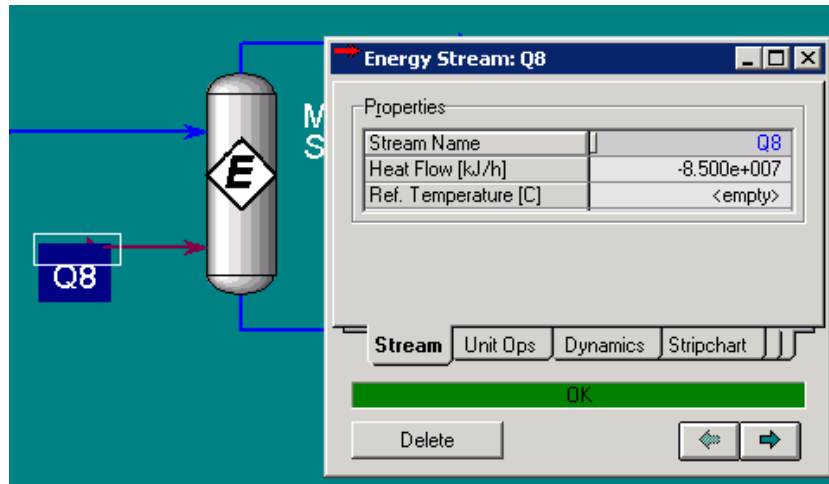 Energy Stream: Q8
Properties
Stream Name Q8
Heat Flow [kJ/h] -8.500e+007
Ref. Temperature [C] <empty>
M
S
E
Q8
Stream Unit Ops Dynamics Stripchart
OK
Delete